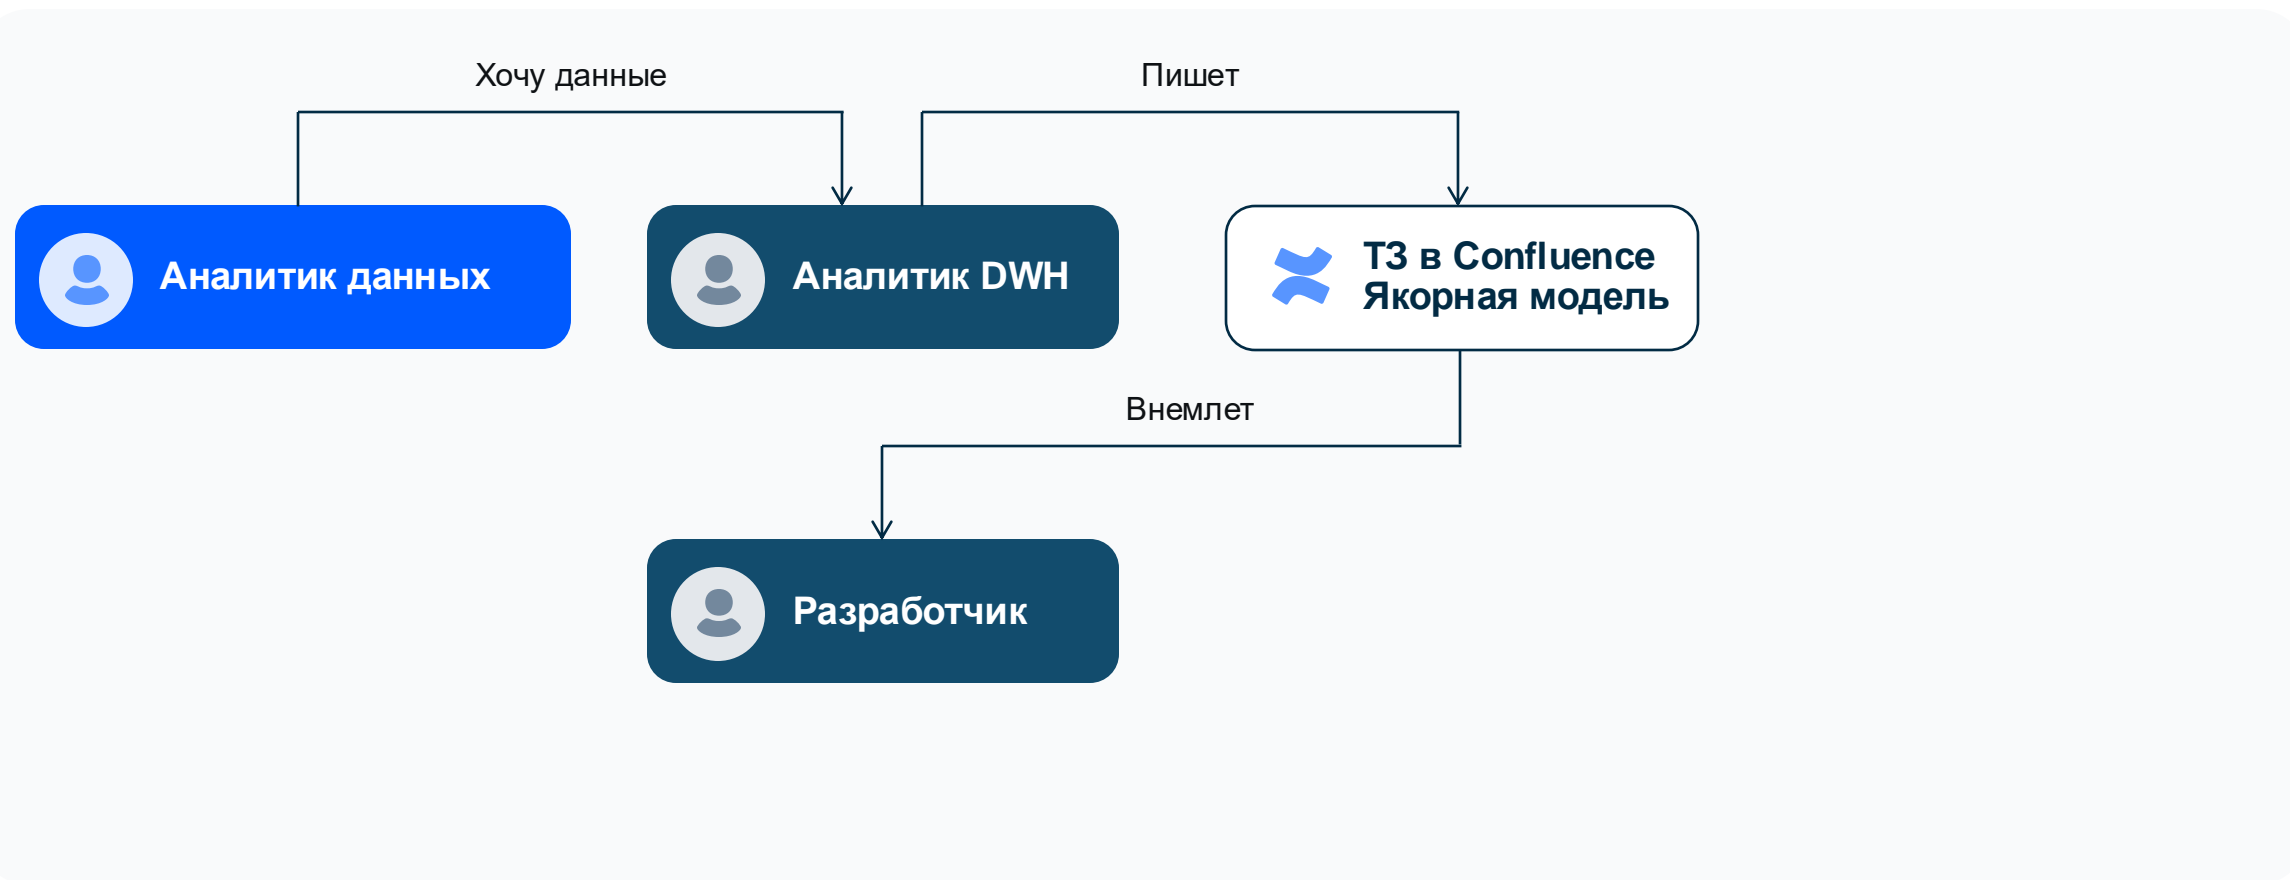 Хочу данные
Пишет
Аналитик данных
Аналитик DWH
ТЗ в Confluence
Якорная модель
Внемлет
Разработчик